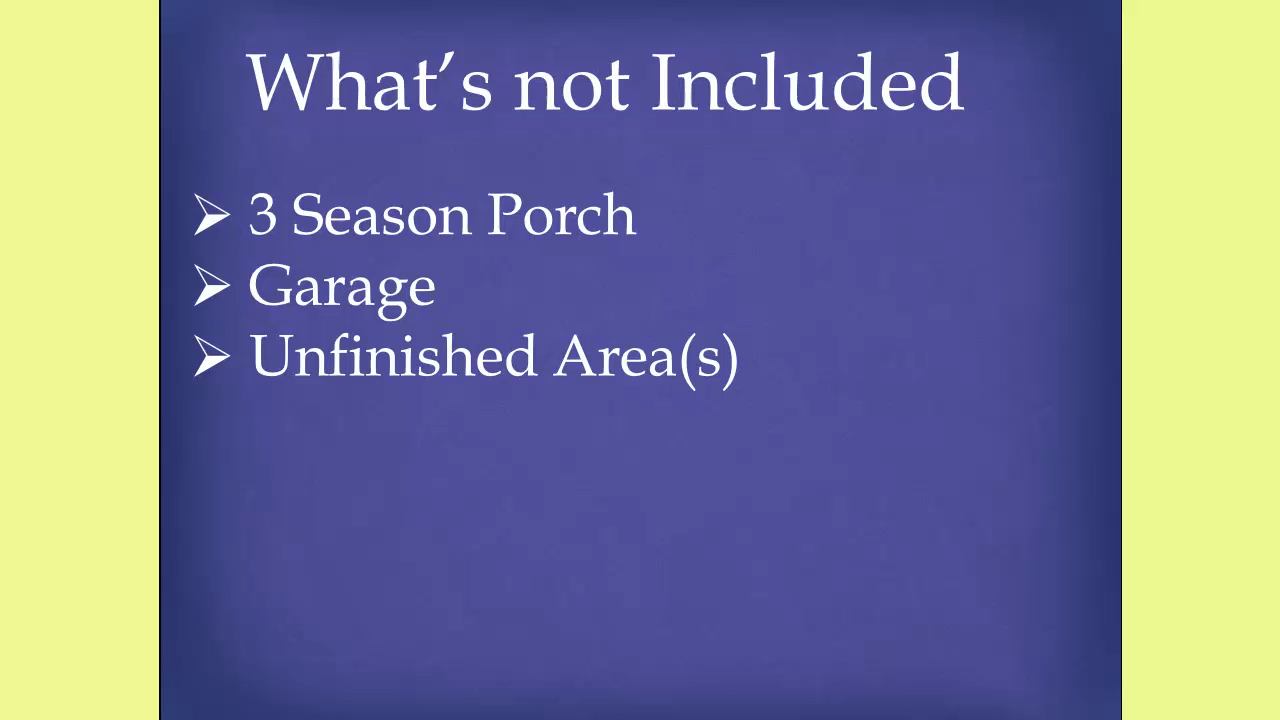 What’s not Included
➢ 3 Season Porch
➢ Garage
➢ Unfinished Area(s)